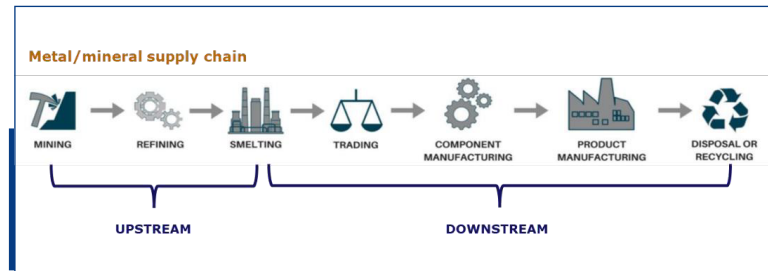 Metal/mineral supply chain
MINING
REFINING
SMELTING
TRADING
COMPONENT
MANUFACTURING
PRODUCT
MANUFACTURING
DISPOSAL OR
RECYCLING
UPSTREAM
DOWNSTREAM